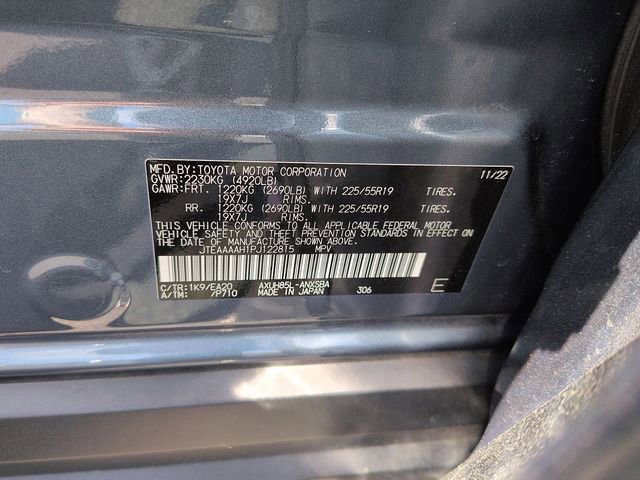 MFD.BY:TOYOTA MOTOR CORPORATION 11/22
GVWR:2230KG (4920LB)
GAWR:FRT. 1220KG (2690LB) WITH 225/55R19 TIRES.
19X7J RIMS.
RR. 1220KG (2690LB) WITH 225/55R19 TIRES.
19X7J RIMS.
THIS VEHICLE CONFORMS TO ALL APPLICABLE FEDERAL MOTOR
VEHICLE SAFETY AND THEFT PREVENTION STANDARDS IN EFFECT ON
THE DATE OF MANUFACTURE SHOWN ABOVE.
JTEAAAAH1PJ122815 MPV
C/TR:1K9/EA20 AXUH85L-ANXSBA
A/TM: /P710 MADE IN JAPAN 306 E